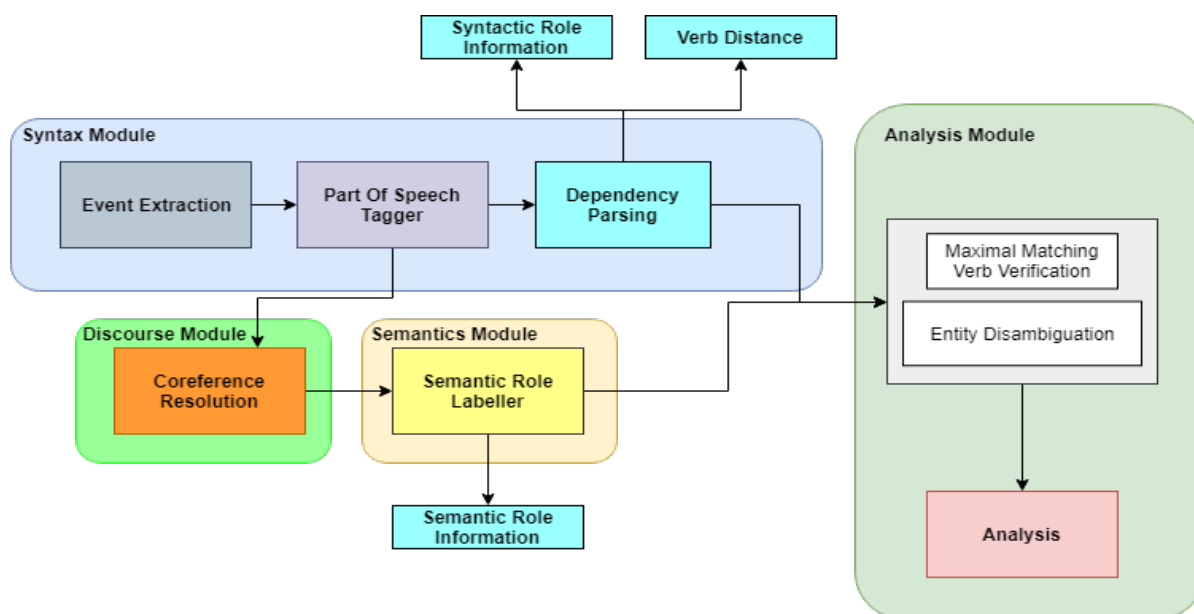 Syntactic Role
Information
Verb Distance
Syntax Module
Analysis Module
Event Extraction
Part Of Speech
Tagger
Dependency
Parsing
Maximal Matching
Verb Verification
Entity Disambiguation
Discourse Module
Semantics Module
Coreference
Resolution
Semantic Role
Labeller
Semantic Role
Information
Analysis